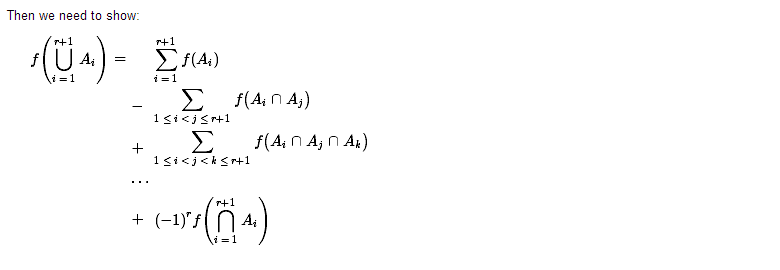 Then we need to show:
f(⋃_{i=1}^{r+1} A_i) = ∑_{i=1}^{r+1} f(A_i)
− ∑_{1≤i<j≤r+1} f(A_i ∩ A_j)
+ ∑_{1≤i<j<k≤r+1} f(A_i ∩ A_j ∩ A_k)
...
+ (−1)^r f(⋂_{i=1}^{r+1} A_i)